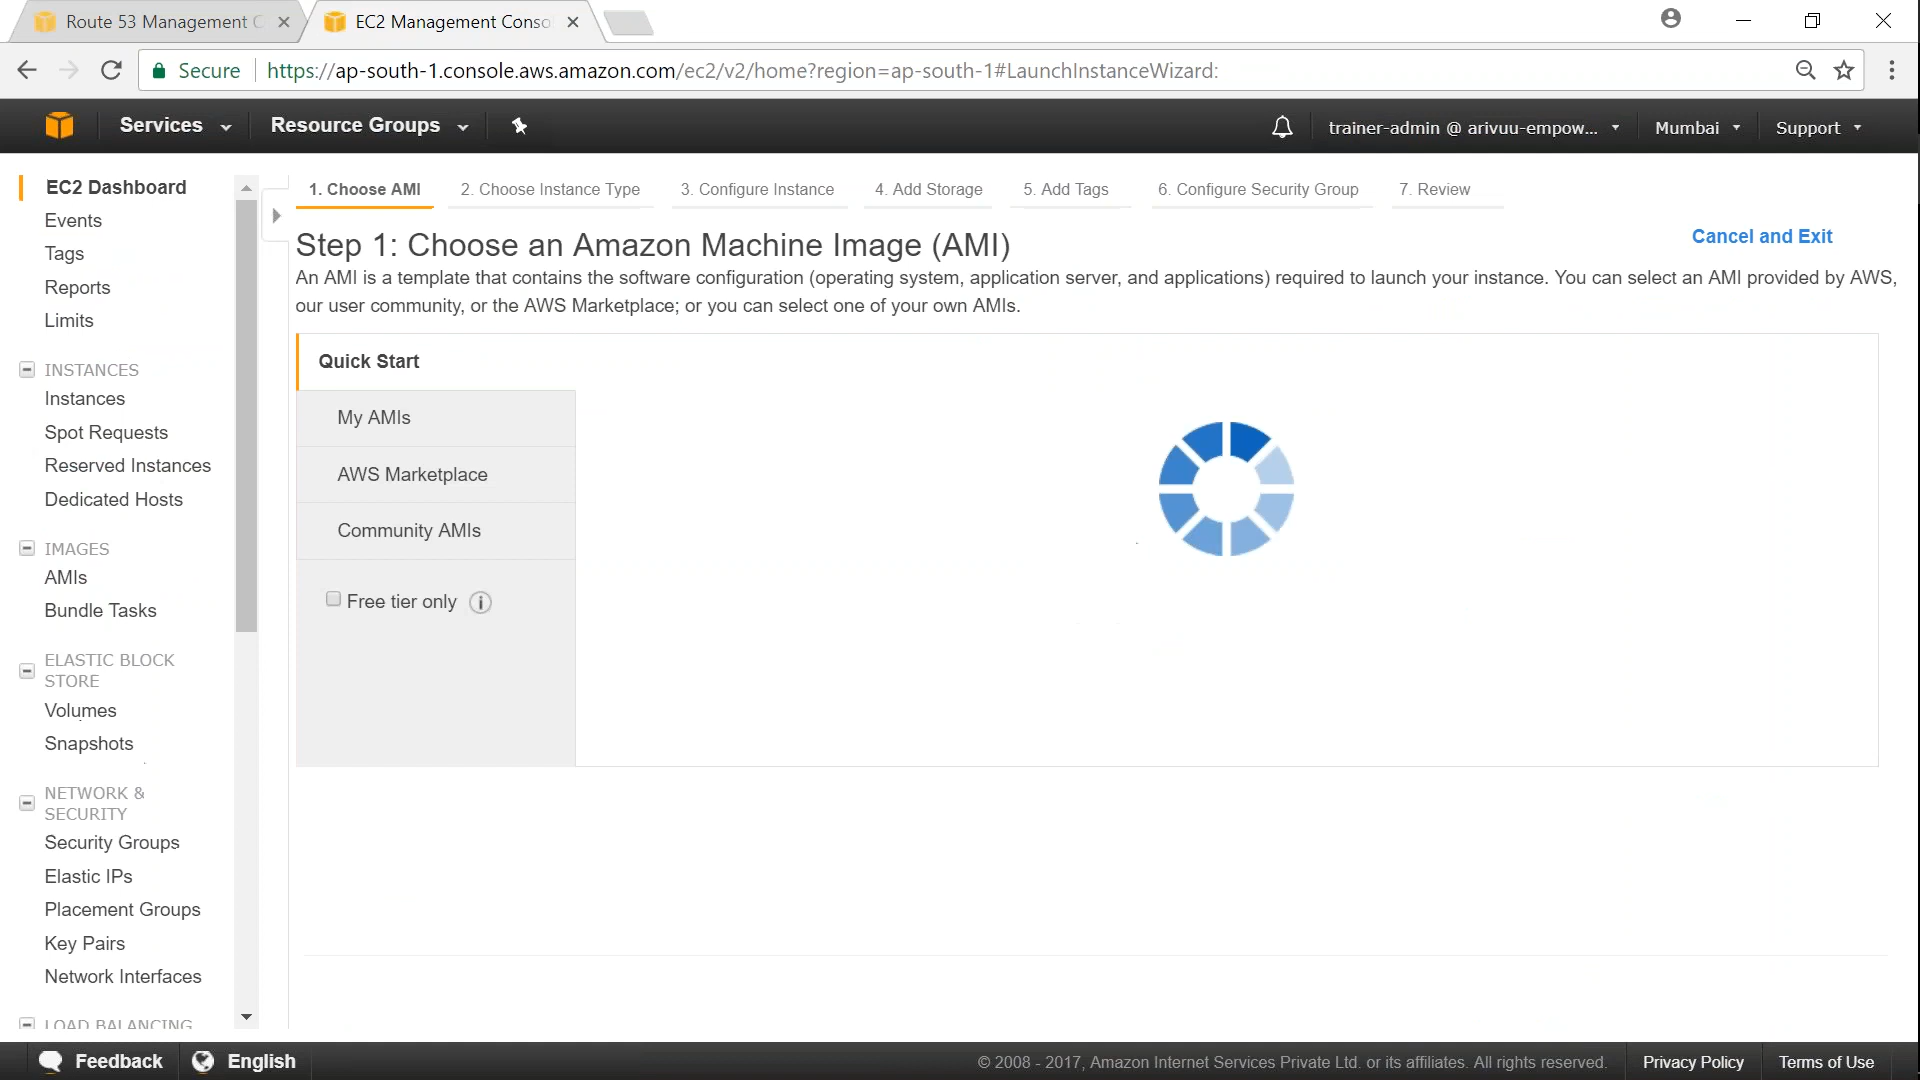 Route 53 Management C
EC2 Management Conso
Secure
https://ap-south-1.console.aws.amazon.com/ec2/v2/home?region=ap-south-1#LaunchInstanceWizard:
Services
Resource Groups
trainer-admin @ arivuu-empow...
Mumbai
Support
EC2 Dashboard
Events
Tags
Reports
Limits
INSTANCES
Instances
Spot Requests
Reserved Instances
Dedicated Hosts
IMAGES
AMIs
Bundle Tasks
ELASTIC BLOCK
STORE
Volumes
Snapshots
NETWORK &
SECURITY
Security Groups
Elastic IPs
Placement Groups
Key Pairs
Network Interfaces
LOAD BALANCING
1. Choose AMI
2. Choose Instance Type
3. Configure Instance
4. Add Storage
5. Add Tags
6. Configure Security Group
7. Review
Step 1: Choose an Amazon Machine Image (AMI)
Cancel and Exit
An AMI is a template that contains the software configuration (operating system, application server, and applications) required to launch your instance. You can select an AMI provided by AWS,
our user community, or the AWS Marketplace; or you can select one of your own AMIs.
Quick Start
My AMIs
AWS Marketplace
Community AMIs
Free tier only
Feedback
English
© 2008 - 2017, Amazon Internet Services Private Ltd. or its affiliates. All rights reserved.
Privacy Policy
Terms of Use